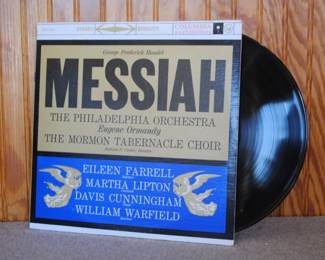 COLUMBIA
George Frederick Handel
MESSIAH
THE PHILADELPHIA ORCHESTRA
Eugene Ormandy
THE MORMON TABERNACLE CHOIR
EILEEN FARRELL
MARTHA LIPTON
DAVIS CUNNINGHAM
WILLIAM WARFIELD